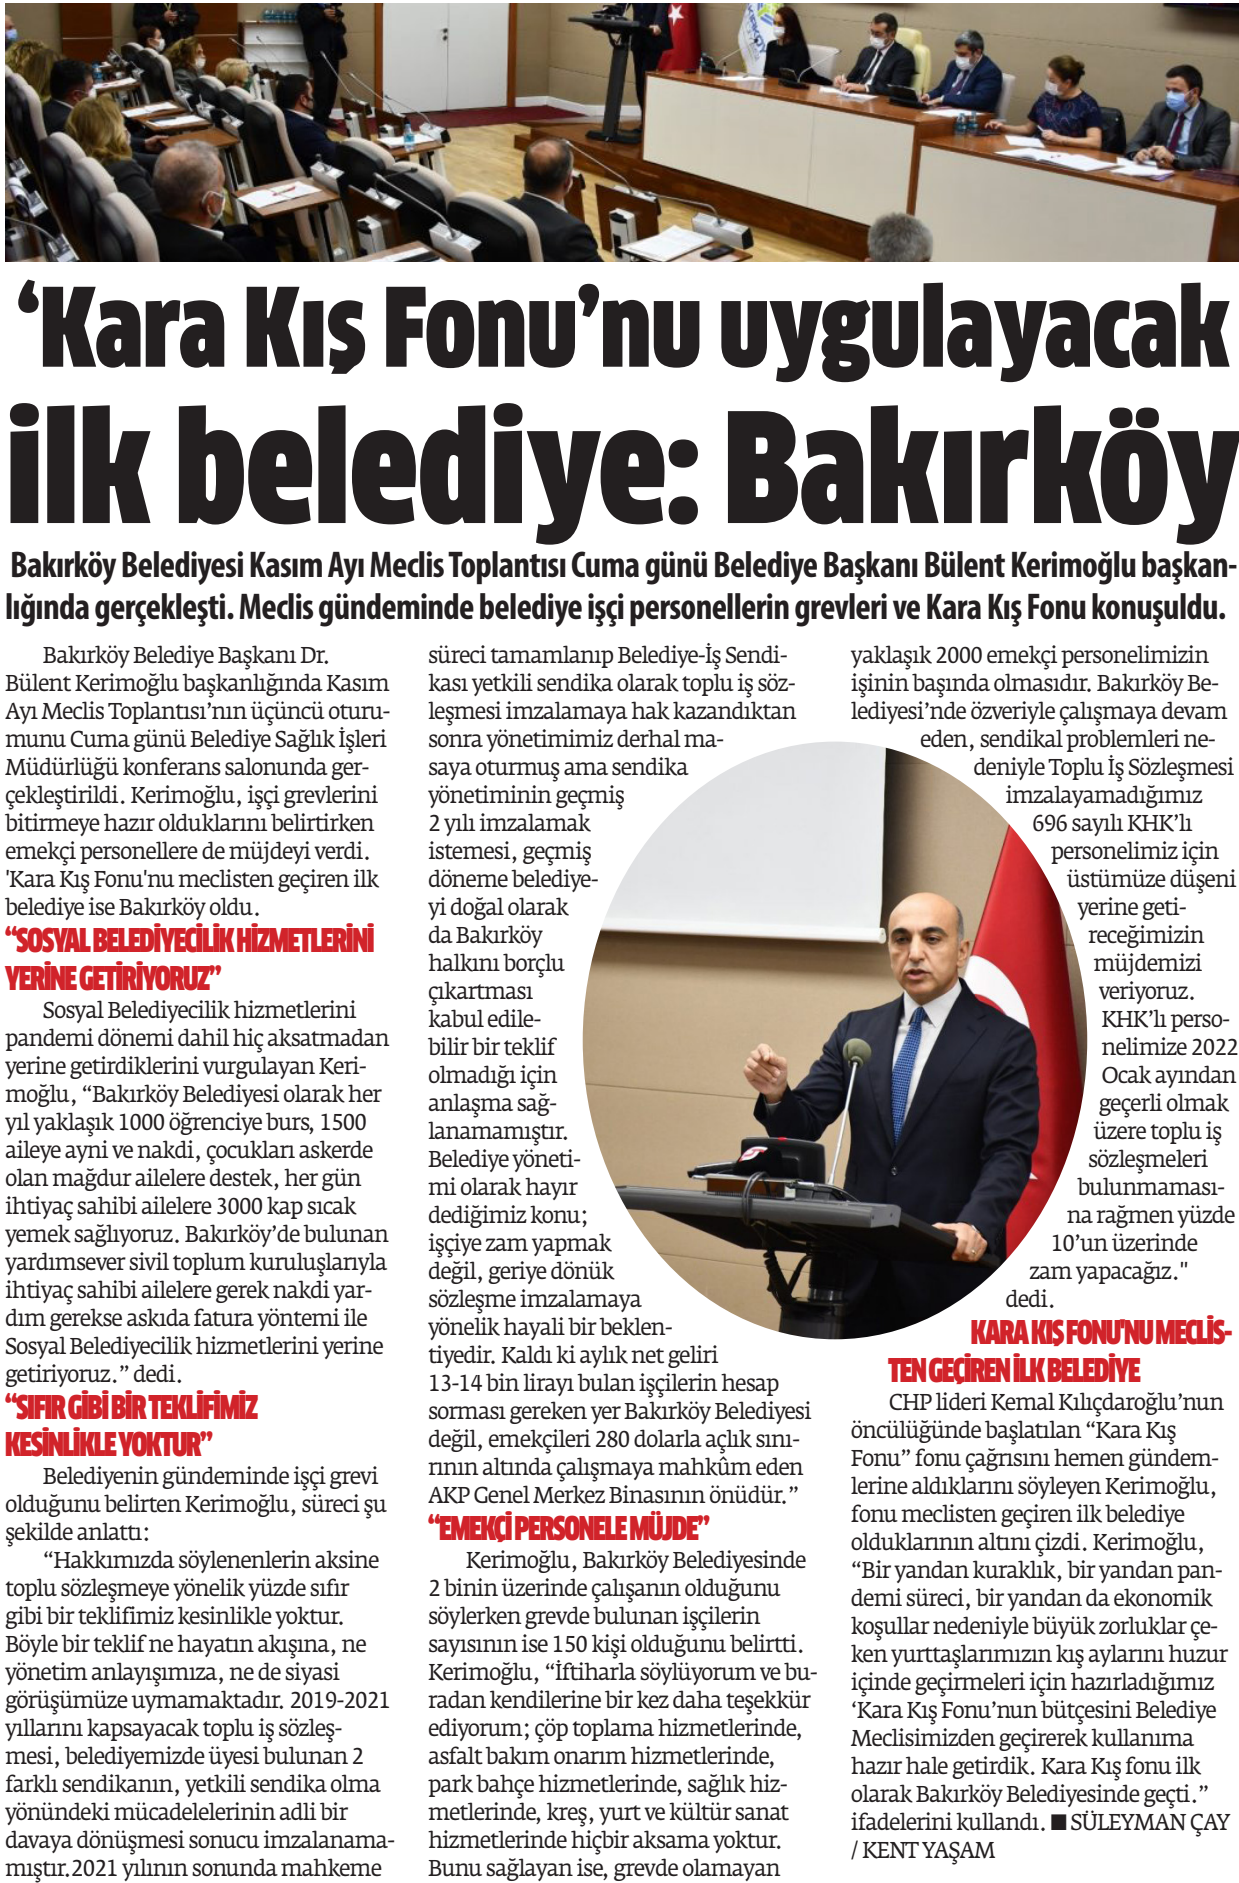 ‘Kara Kış Fonu’nu uygulayacak
ilk belediye: Bakırköy
Bakırköy Belediyesi Kasım Ayı Meclis Toplantısı Cuma günü Belediye Başkanı Bülent Kerimoğlu başkan-
lığında gerçekleşti. Meclis gündeminde belediye işçi personellerin grevleri ve Kara Kış Fonu konuşuldu.
Bakırköy Belediye Başkanı Dr.
Bülent Kerimoğlu başkanlığında Kasım
Ayı Meclis Toplantısı’nın üçüncü oturu-
munu Cuma günü Belediye Sağlık İşleri
Müdürlüğü konferans salonunda ger-
çekleştirildi. Kerimoğlu, işçi grevlerini
bitirmeye hazır olduklarını belirtirken
emekçi personellere de müjdeyi verdi.
'Kara Kış Fonu'nu meclisten geçiren ilk
belediye ise Bakırköy oldu.
“SOSYAL BELEDİYECİLİK HİZMETLERİNİ
YERİNE GETİRİYORUZ”
Sosyal Belediyecilik hizmetlerini
pandemi dönemi dahil hiç aksatmadan
yerine getirdiklerini vurgulayan Keri-
moğlu, “Bakırköy Belediyesi olarak her
yıl yaklaşık 1000 öğrenciye burs, 1500
aileye ayni ve nakdi, çocukları askerde
olan mağdur ailelere destek, her gün
ihtiyaç sahibi ailelere 3000 kap sıcak
yemek sağlıyoruz. Bakırköy’de bulunan
yardımsever sivil toplum kuruluşlarıyla
ihtiyaç sahibi ailelere gerek nakdi yar-
dım gerekse askıda fatura yöntemi ile
Sosyal Belediyecilik hizmetlerini yerine
getiriyoruz.” dedi.
“SIFIR GİBİ BİR TEKLİFİMİZ
KESİNLİKLE YOKTUR”
Belediyenin gündeminde işçi grevi
olduğunu belirten Kerimoğlu, süreci şu
şekilde anlattı:
“Hakkımızda söylenenlerin aksine
toplu sözleşmeye yönelik yüzde sıfır
gibi bir teklifimiz kesinlikle yoktur.
Böyle bir teklif ne hayatın akışına, ne
yönetim anlayışımıza, ne de siyasi
görüşümüze uymamaktadır. 2019-2021
yıllarını kapsayacak toplu iş sözleş-
mesi, belediyemizde üyesi bulunan 2
farklı sendikanın, yetkili sendika olma
yönündeki mücadelelerinin adli bir
davaya dönüşmesi sonucu imzalanama-
mıştır.2021 yılının sonunda mahkeme
süreci tamamlanıp Belediye-İş Sendi-
kası yetkili sendika olarak toplu iş söz-
leşmesi imzalamaya hak kazandıktan
sonra yönetimimiz derhal ma-
saya oturmuş ama sendika
yönetiminin geçmiş
2 yılı imzalamak
istemesi, geçmiş
döneme belediye-
yi doğal olarak
da Bakırköy
halkını borçlu
çıkartması
kabul edile-
bilir bir teklif
olmadığı için
anlaşma sağ-
lanamamıştır.
Belediye yöneti-
mi olarak hayır
dediğimiz konu;
işçiye zam yapmak
değil, geriye dönük
sözleşme imzalamaya
yönelik hayali bir beklen-
tiyedir. Kaldı ki aylık net geliri
13-14 bin lirayı bulan işçilerin hesap
sorması gereken yer Bakırköy Belediyesi
değil, emekçileri 280 dolarla açlık sını-
rının altında çalışmaya mahkûm eden
AKP Genel Merkez Binasının önüdür.”
“EMEKÇİ PERSONELE MÜJDE”
Kerimoğlu, Bakırköy Belediyesinde
2 binin üzerinde çalışanın olduğunu
söylerken grevde bulunan işçilerin
sayısının ise 150 kişi olduğunu belirtti.
Kerimoğlu, “İftiharla söylüyorum ve bu-
radan kendilerine bir kez daha teşekkür
ediyorum; çöp toplama hizmetlerinde,
asfalt bakım onarım hizmetlerinde,
park bahçe hizmetlerinde, sağlık hiz-
metlerinde, kreş, yurt ve kültür sanat
hizmetlerinde hiçbir aksama yoktur.
Bunu sağlayan ise, grevde olamayan
yaklaşık 2000 emekçi personelimizin
işinin başında olmasıdır. Bakırköy Be-
lediyesi’nde özveriyle çalışmaya devam
eden, sendikal problemleri ne-
deniyle Toplu İş Sözleşmesi
imzalayamadığımız
696 sayılı KHK’lı
personelimiz için
üstümüze düşeni
yerine geti-
receğimizin
müjdemizi
veriyoruz.
KHK’lı perso-
nelimize 2022
Ocak ayından
geçerli olmak
üzere toplu iş
sözleşmeleri
bulunmaması-
na rağmen yüzde
10’un üzerinde
zam yapacağız."
dedi.
KARA KIŞ FONU'NU MECLİS-
TEN GEÇİREN İLK BELEDİYE
CHP lideri Kemal Kılıçdaroğlu’nun
öncülüğünde başlatılan “Kara Kış
Fonu” fonu çağrısını hemen gündem-
lerine aldıklarını söyleyen Kerimoğlu,
fonu meclisten geçiren ilk belediye
olduklarının altını çizdi. Kerimoğlu,
“Bir yandan kuraklık, bir yandan pan-
demi süreci, bir yandan da ekonomik
koşullar nedeniyle büyük zorluklar çe-
ken yurttaşlarımızın kış aylarını huzur
içinde geçirmeleri için hazırladığımız
‘Kara Kış Fonu’nun bütçesini Belediye
Meclisimizden geçirerek kullanıma
hazır hale getirdik. Kara Kış fonu ilk
olarak Bakırköy Belediyesinde geçti.”
ifadelerini kullandı. ■ SÜLEYMAN ÇAY
/ KENT YAŞAM